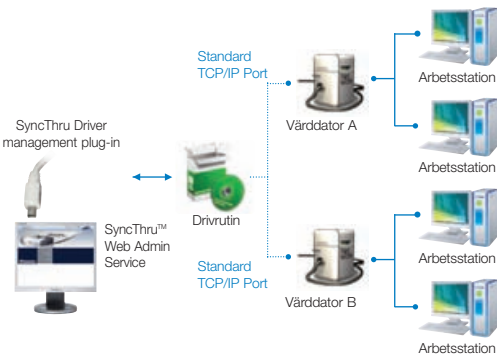 SyncThru Driver
management plug-in
SyncThru™
Web Admin
Service
Drivrutin
Standard
TCP/IP Port
Värddator A
Arbetsstation
Arbetsstation
Standard
TCP/IP Port
Värddator B
Arbetsstation
Arbetsstation